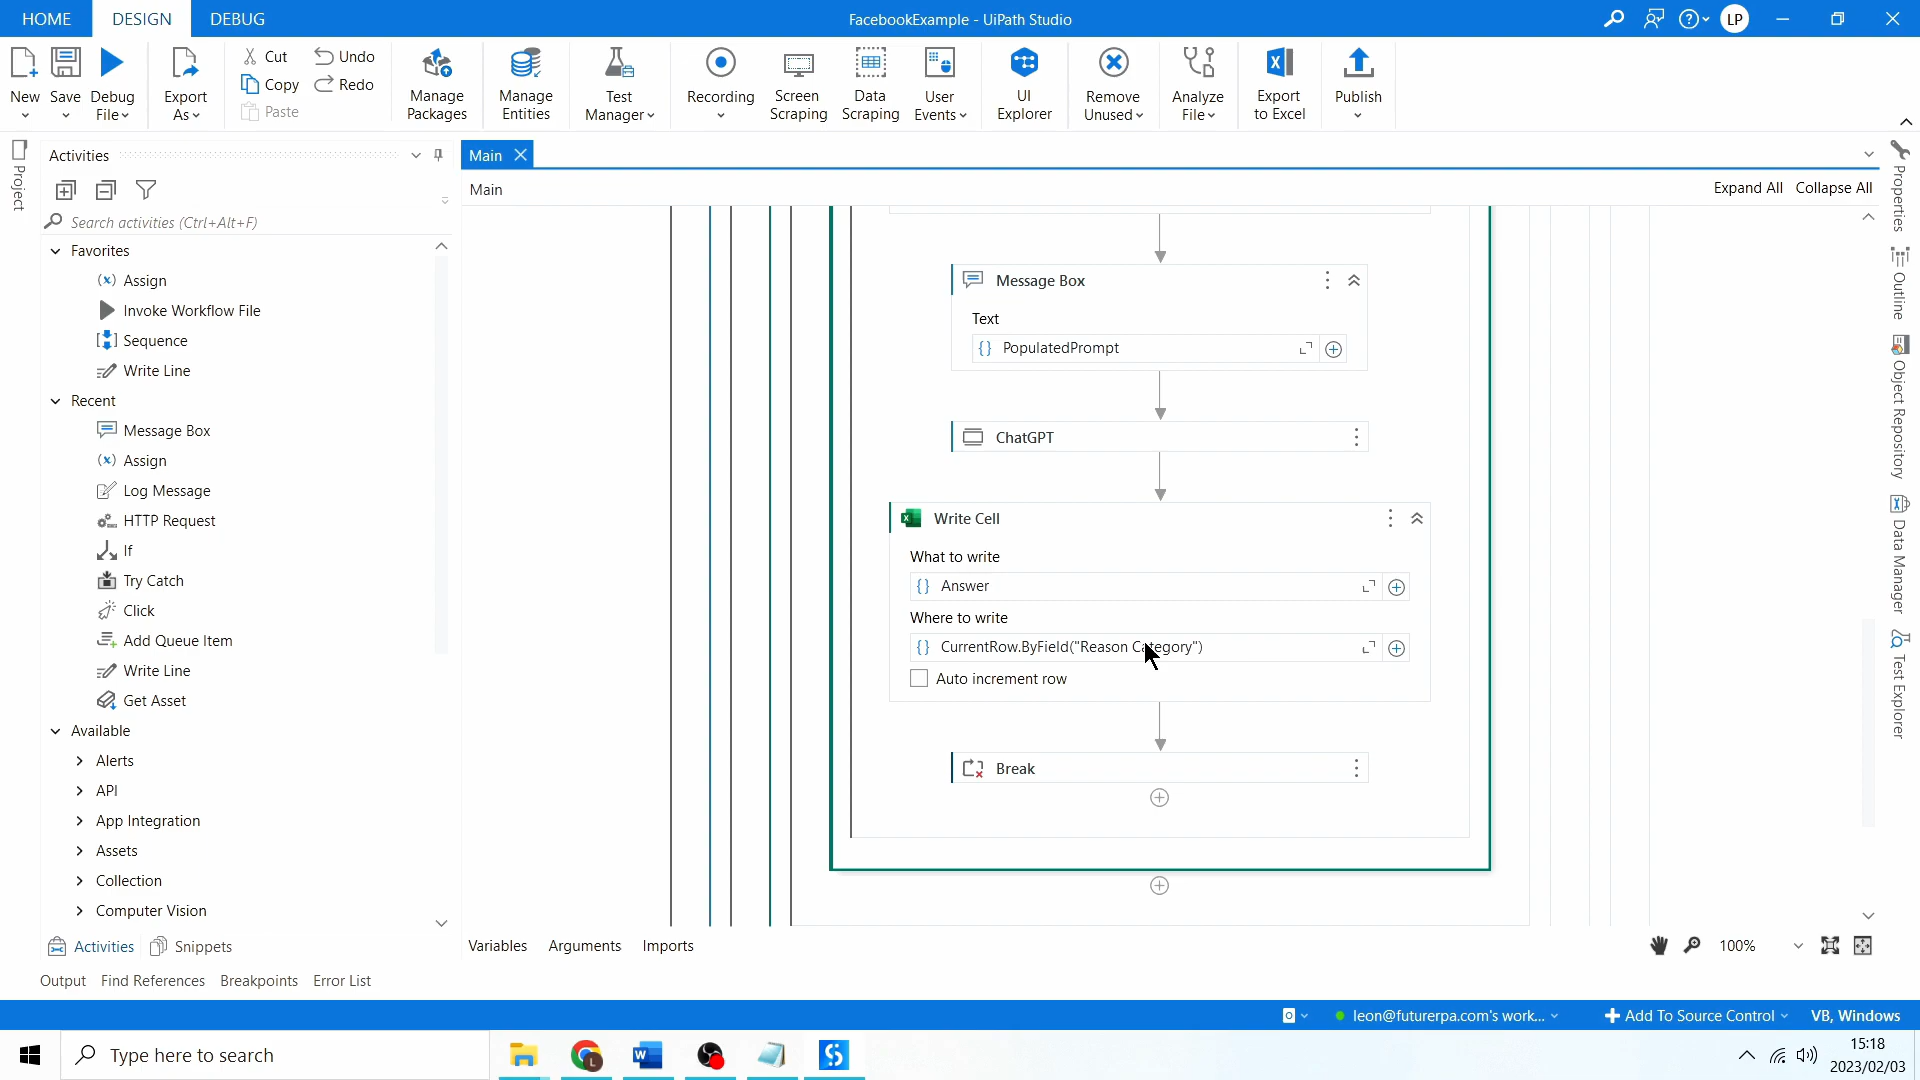 HOME DESIGN DEBUG FacebookExample - UiPath Studio LP
New Save Debug File Export As Cut Copy Paste Undo Redo Manage Packages Manage Entities Test Manager Recording Screen Scraping Data Scraping User Events UI Explorer Remove Unused Analyze File Export to Excel Publish
Project
Activities
Search activities (Ctrl+Alt+F)
Favorites
Assign
Invoke Workflow File
Sequence
Write Line
Recent
Message Box
Assign
Log Message
HTTP Request
If
Try Catch
Click
Add Queue Item
Write Line
Get Asset
Available
Alerts
API
App Integration
Assets
Collection
Computer Vision
Activities Snippets
Main
Main Expand All Collapse All
Message Box
Text
PopulatedPrompt
ChatGPT
Write Cell
What to write
Answer
Where to write
CurrentRow.ByField("Reason Category")
Auto increment row
Break
Variables Arguments Imports 100%
Properties
Outline
Object Repository
Data Manager
Test Explorer
Output Find References Breakpoints Error List
leon@futurerpa.com's work... Add To Source Control VB, Windows
Type here to search
15:18
2023/02/03